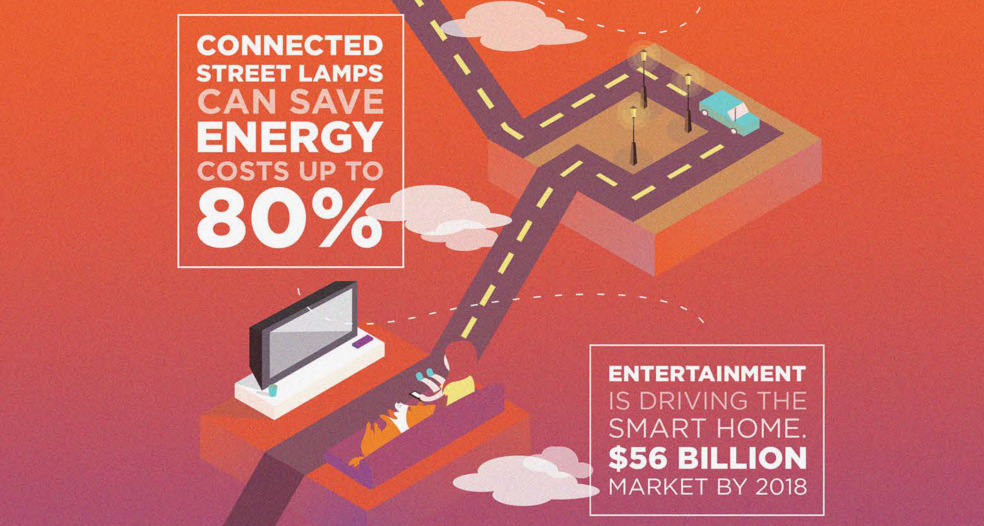 CONNECTED
STREET LAMPS
CAN SAVE
ENERGY
COSTS UP TO
80%
ENTERTAINMENT
IS DRIVING THE
SMART HOME.
$56 BILLION
MARKET BY 2018